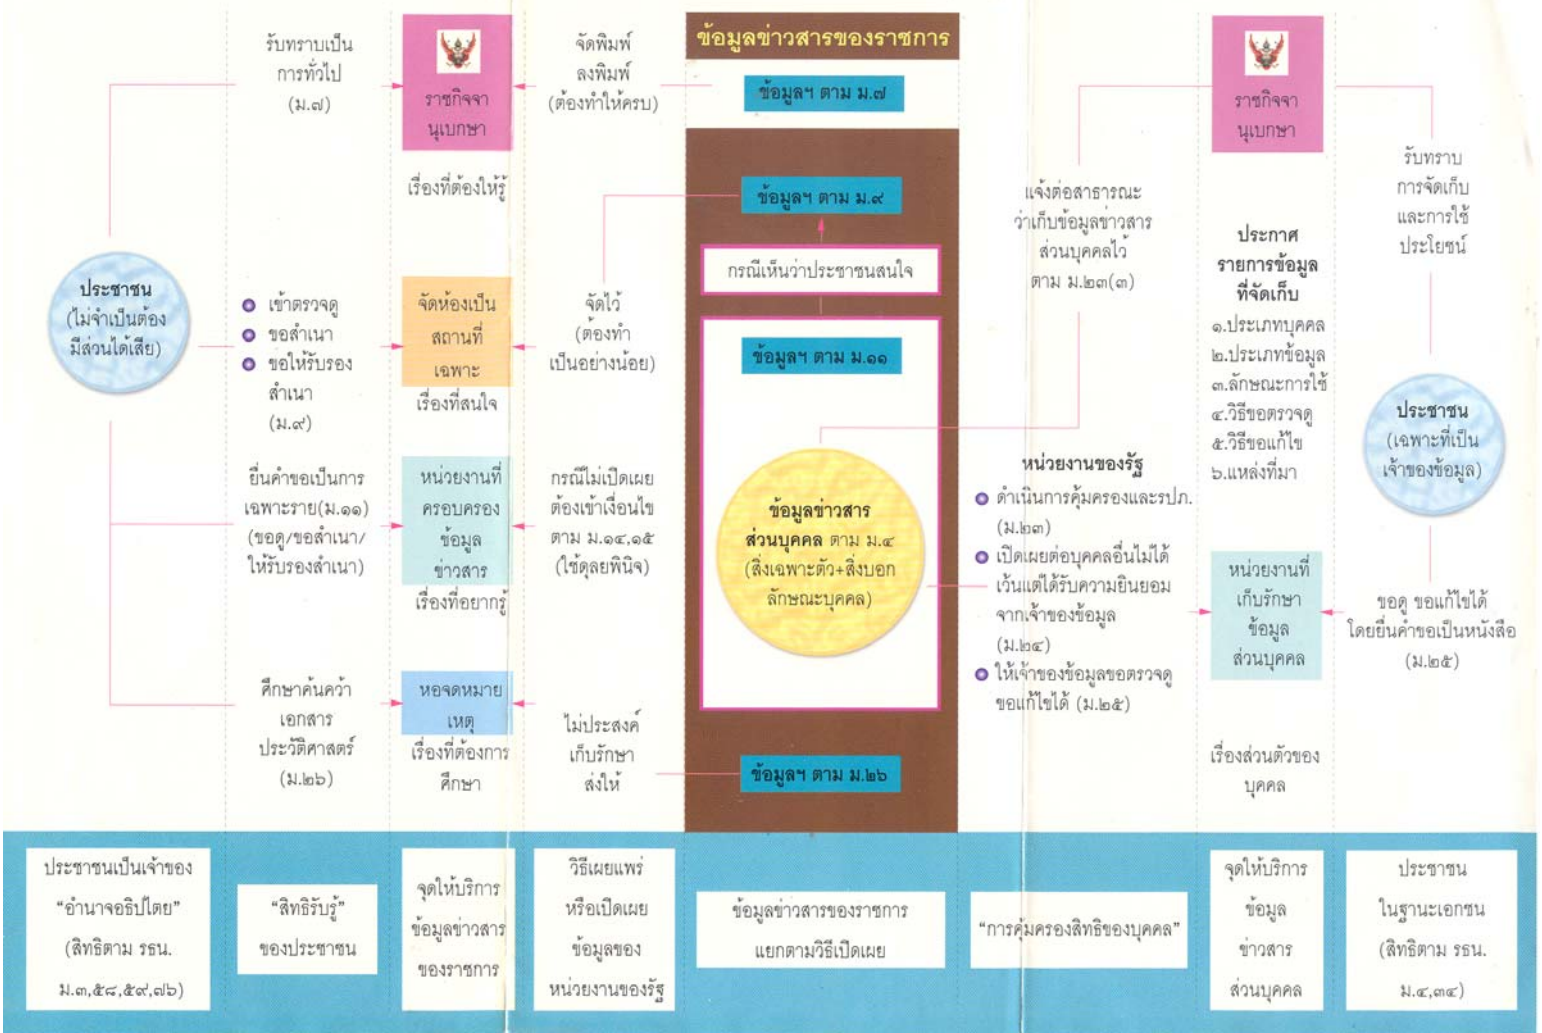 รับทราบเป็น
การทั่วไป
(ม.๗)
ราชกิจจา
นุเบกษา
เรื่องที่ต้องให้รู้
จัดพิมพ์
ลงพิมพ์
(ต้องทำให้ครบ)
ข้อมูลข่าวสารของราชการ
ข้อมูลฯ ตาม ม.๗
ข้อมูลฯ ตาม ม.๙
กรณีเห็นว่าประชาชนสนใจ
ข้อมูลฯ ตาม ม.๑๑
ข้อมูลข่าวสาร
ส่วนบุคคล ตาม ม.๔
(สิ่งเฉพาะตัว+สิ่งบอก
ลักษณะบุคคล)
ข้อมูลฯ ตาม ม.๒๖
ประชาชน
(ไม่จำเป็นต้อง
มีส่วนได้เสีย)
เข้าตรวจดู
ขอสำเนา
ขอให้รับรอง
สำเนา
(ม.๙)
จัดห้องเป็น
สถานที่
เฉพาะ
เรื่องที่สนใจ
จัดไว้
(ต้องทำ
เป็นอย่างน้อย)
ยื่นคำขอเป็นการ
เฉพาะราย(ม.๑๑)
(ขอดู/ขอสำเนา/
ให้รับรองสำเนา)
หน่วยงานที่
ครอบครอง
ข้อมูล
ข่าวสาร
เรื่องที่อยากรู้
กรณีไม่เปิดเผย
ต้องเข้าเงื่อนไข
ตาม ม.๑๔,๑๕
(ใช้ดุลยพินิจ)
ศึกษาค้นคว้า
เอกสาร
ประวัติศาสตร์
(ม.๒๖)
หอจดหมาย
เหตุ
เรื่องที่ต้องการ
ศึกษา
ไม่ประสงค์
เก็บรักษา
ส่งให้
แจ้งต่อสาธารณะ
ว่าเก็บข้อมูลข่าวสาร
ส่วนบุคคลไว้
ตาม ม.๒๓(๓)
หน่วยงานของรัฐ
ดำเนินการคุ้มครองและรปภ.
(ม.๒๓)
เปิดเผยต่อบุคคลอื่นไม่ได้
เว้นแต่ได้รับความยินยอม
จากเจ้าของข้อมูล
(ม.๒๔)
ให้เจ้าของข้อมูลขอตรวจดู
ขอแก้ไขได้ (ม.๒๕)
ราชกิจจา
นุเบกษา
ประกาศ
รายการข้อมูล
ที่จัดเก็บ
๑.ประเภทบุคคล
๒.ประเภทข้อมูล
๓.ลักษณะการใช้
๔.วิธีขอตรวจดู
๕.วิธีขอแก้ไข
๖.แหล่งที่มา
หน่วยงานที่
เก็บรักษา
ข้อมูล
ส่วนบุคคล
เรื่องส่วนตัวของ
บุคคล
รับทราบ
การจัดเก็บ
และการใช้
ประโยชน์
ประชาชน
(เฉพาะที่เป็น
เจ้าของข้อมูล)
ขอดู ขอแก้ไขได้
โดยยื่นคำขอเป็นหนังสือ
(ม.๒๕)
ประชาชนเป็นเจ้าของ
“อำนาจอธิปไตย”
(สิทธิตาม รธน.
ม.๓,๕๘,๕๙,๗๖)
“สิทธิรับรู้”
ของประชาชน
จุดให้บริการ
ข้อมูลข่าวสาร
ของราชการ
วิธีเผยแพร่
หรือเปิดเผย
ข้อมูลของ
หน่วยงานของรัฐ
ข้อมูลข่าวสารของราชการ
แยกตามวิธีเปิดเผย
“การคุ้มครองสิทธิของบุคคล”
จุดให้บริการ
ข้อมูล
ข่าวสาร
ส่วนบุคคล
ประชาชน
ในฐานะเอกชน
(สิทธิตาม รธน.
ม.๔,๓๔)